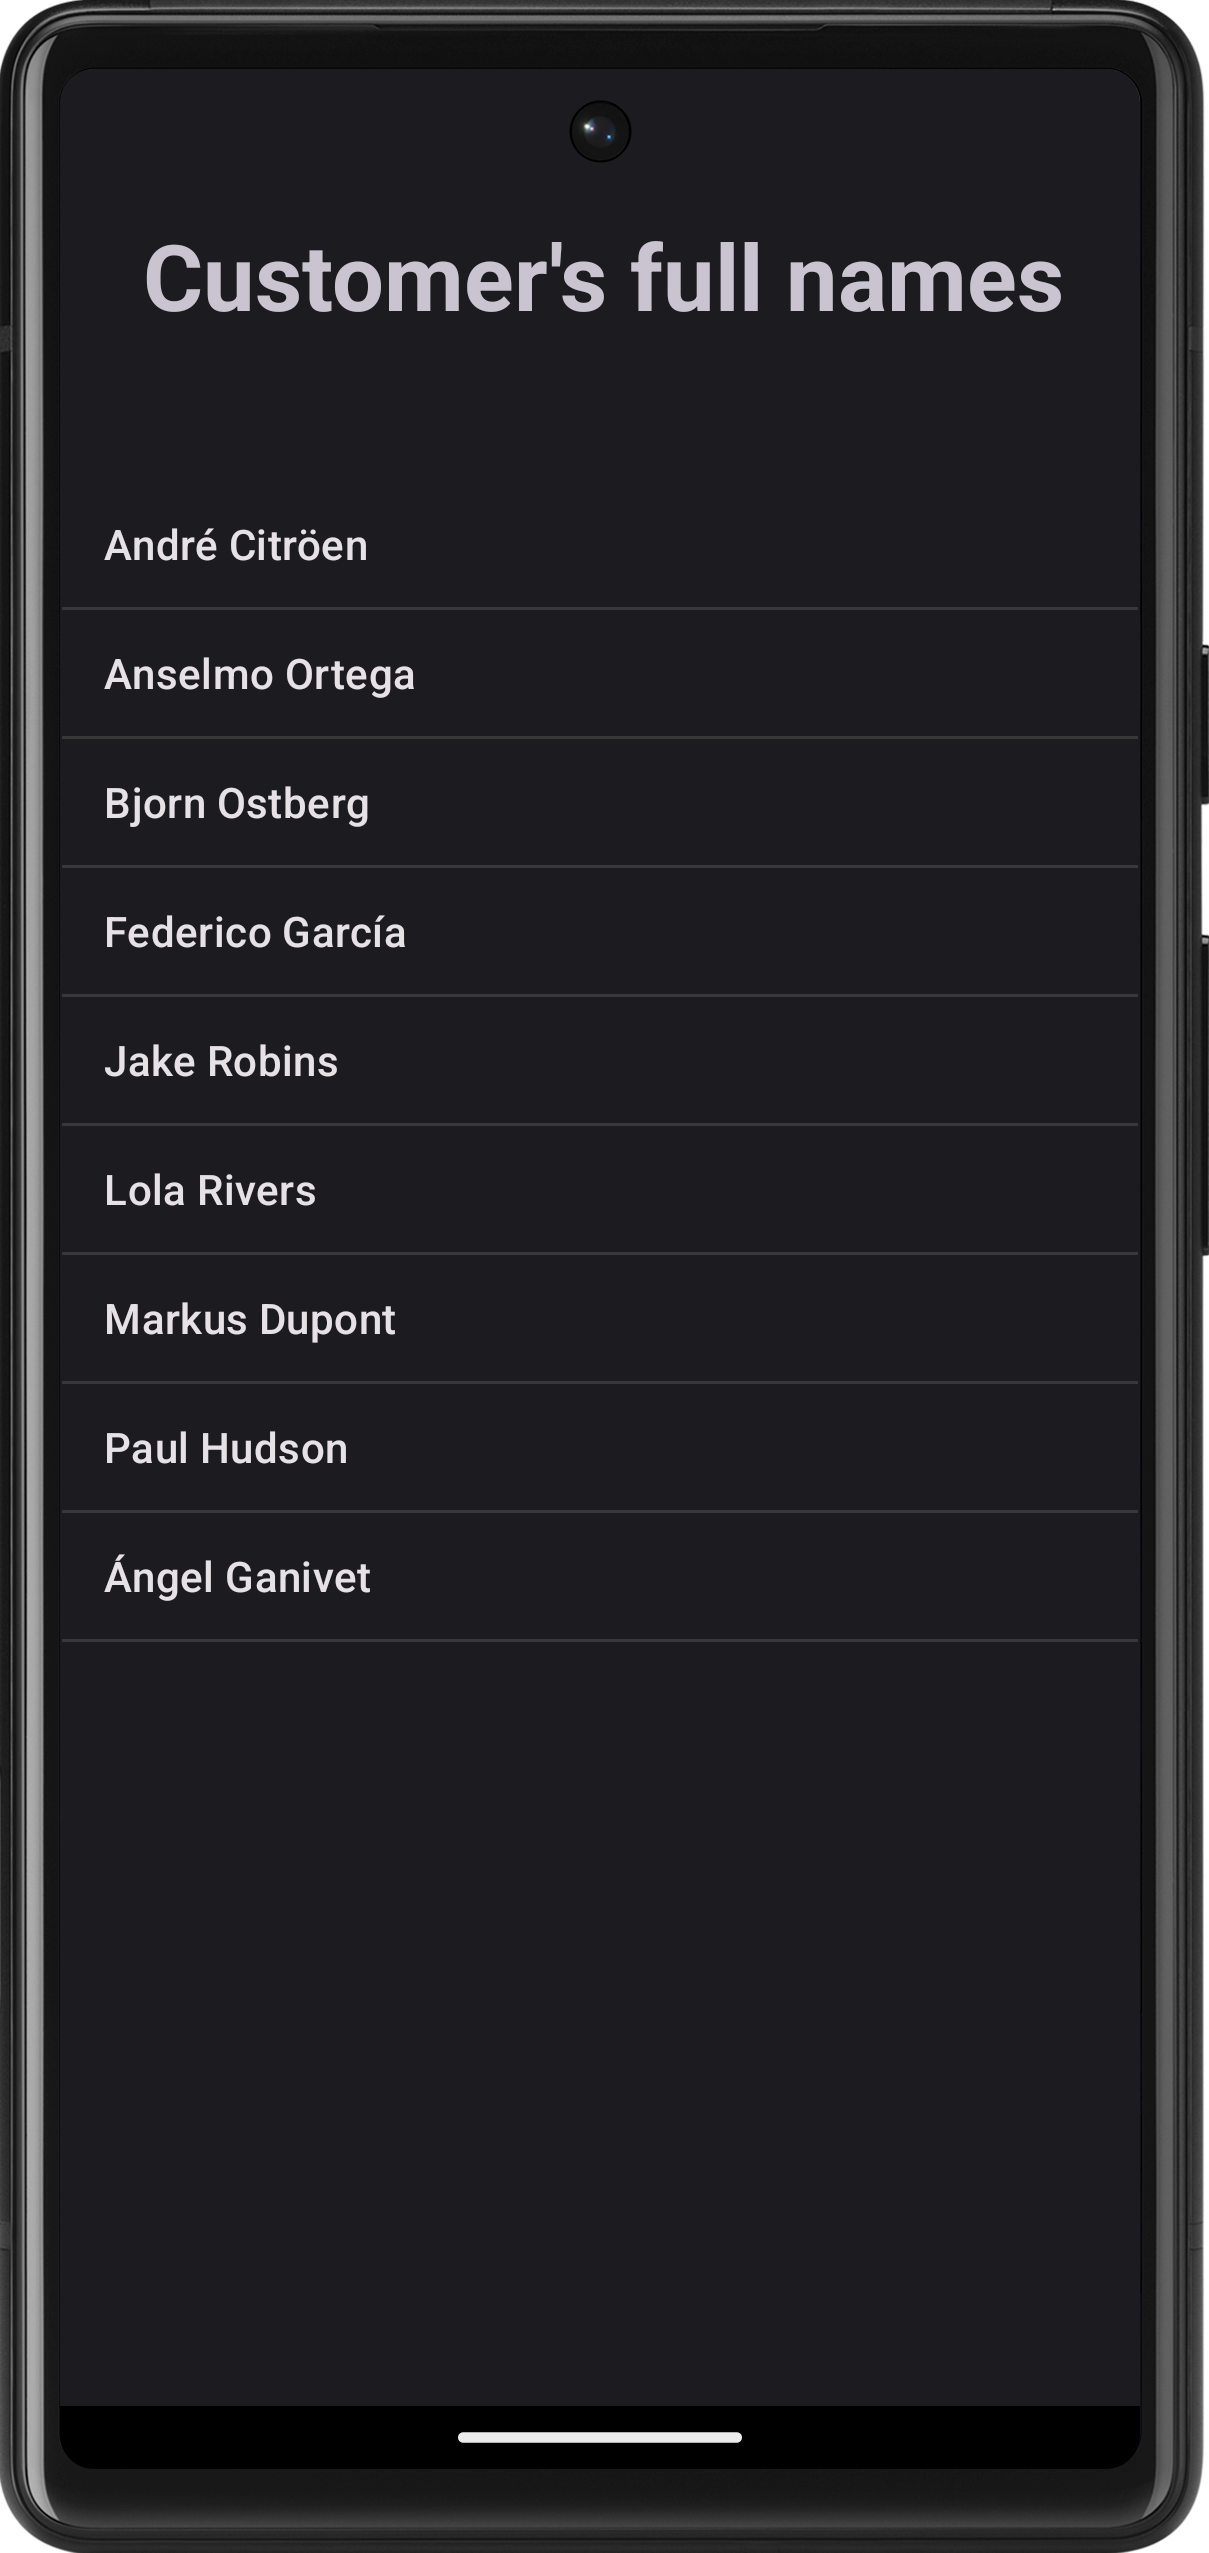 Customer's full names
André Citröen
Anselmo Ortega
Bjorn Ostberg
Federico García
Jake Robins
Lola Rivers
Markus Dupont
Paul Hudson
Ángel Ganivet